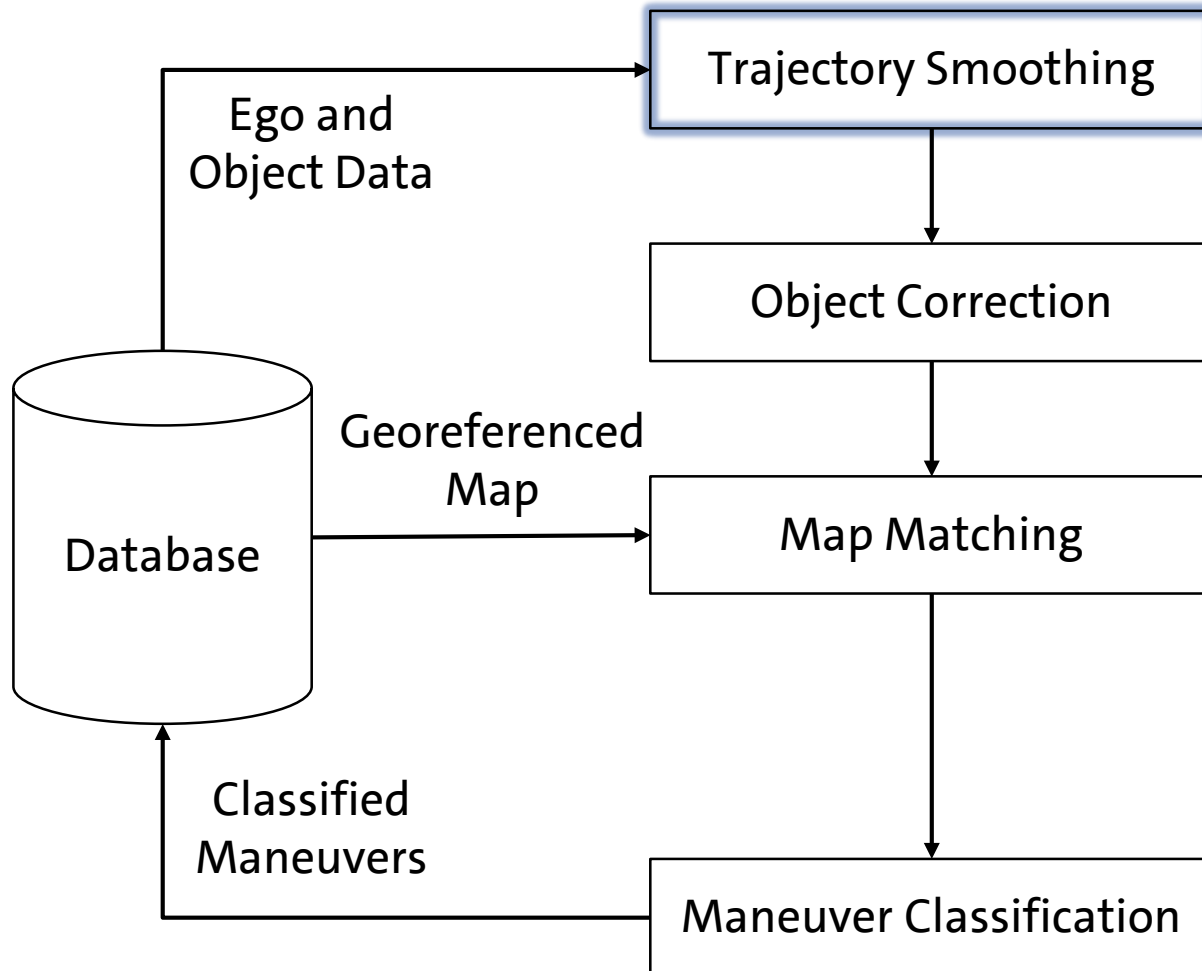 Trajectory Smoothing
Ego and
Object Data
Object Correction
Georeferenced
Map
Map Matching
Database
Classified
Maneuvers
Maneuver Classification